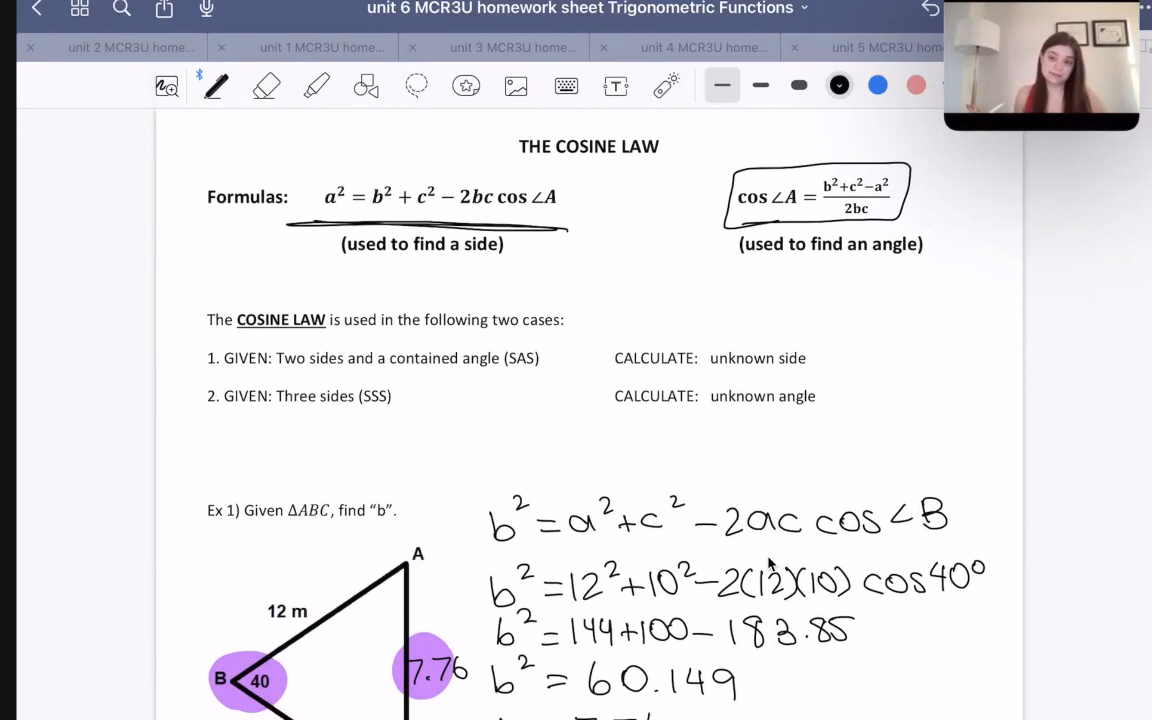 unit 6 MCR3U homework sheet Trigonometric Functions
unit 2 MCR3U home...
unit 1 MCR3U home...
unit 3 MCR3U home...
unit 4 MCR3U home...
unit 5 MCR3U hom
THE COSINE LAW
Formulas: a² = b² + c² − 2bc cos ∠A
cos ∠A = b²+c²−a² / 2bc
(used to find a side)
(used to find an angle)
The COSINE LAW is used in the following two cases:
1. GIVEN: Two sides and a contained angle (SAS) CALCULATE: unknown side
2. GIVEN: Three sides (SSS) CALCULATE: unknown angle
Ex 1) Given ΔABC, find “b”.
b² = a² + c² − 2ac cos ∠B
A
b² = 12² + 10² − 2(12)(10) cos 40°
12 m
b² = 144 + 100 − 183.85
7.76
B 40
b² = 60.149